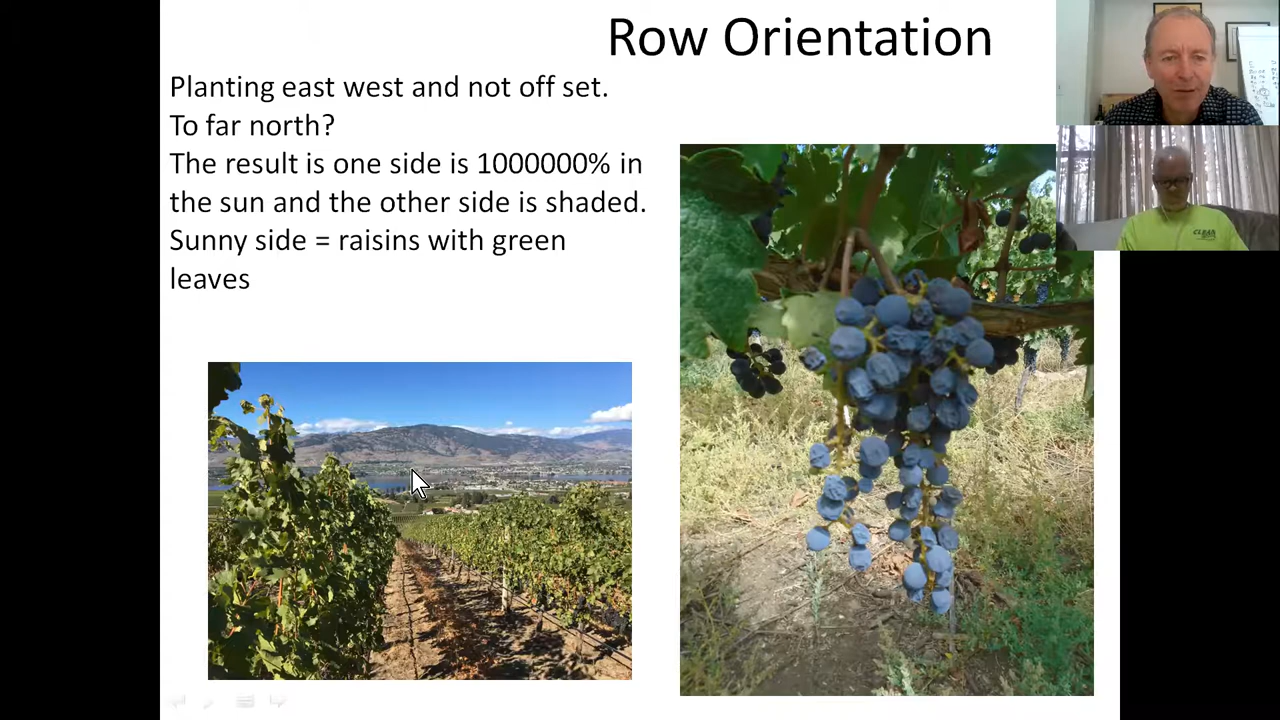 Row Orientation
Planting east west and not off set.
To far north?
The result is one side is 1000000% in
the sun and the other side is shaded.
Sunny side = raisins with green
leaves
CLEAN